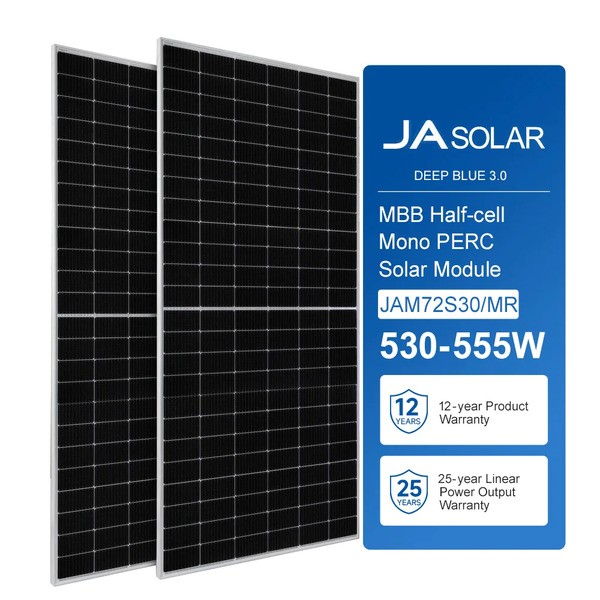 JA SOLAR
DEEP BLUE 3.0
MBB Half-cell
Mono PERC
Solar Module
JAM72S30/MR
530-555W
12
YEARS
12-year Product
Warranty
25
YEARS
25-year Linear
Power Output
Warranty